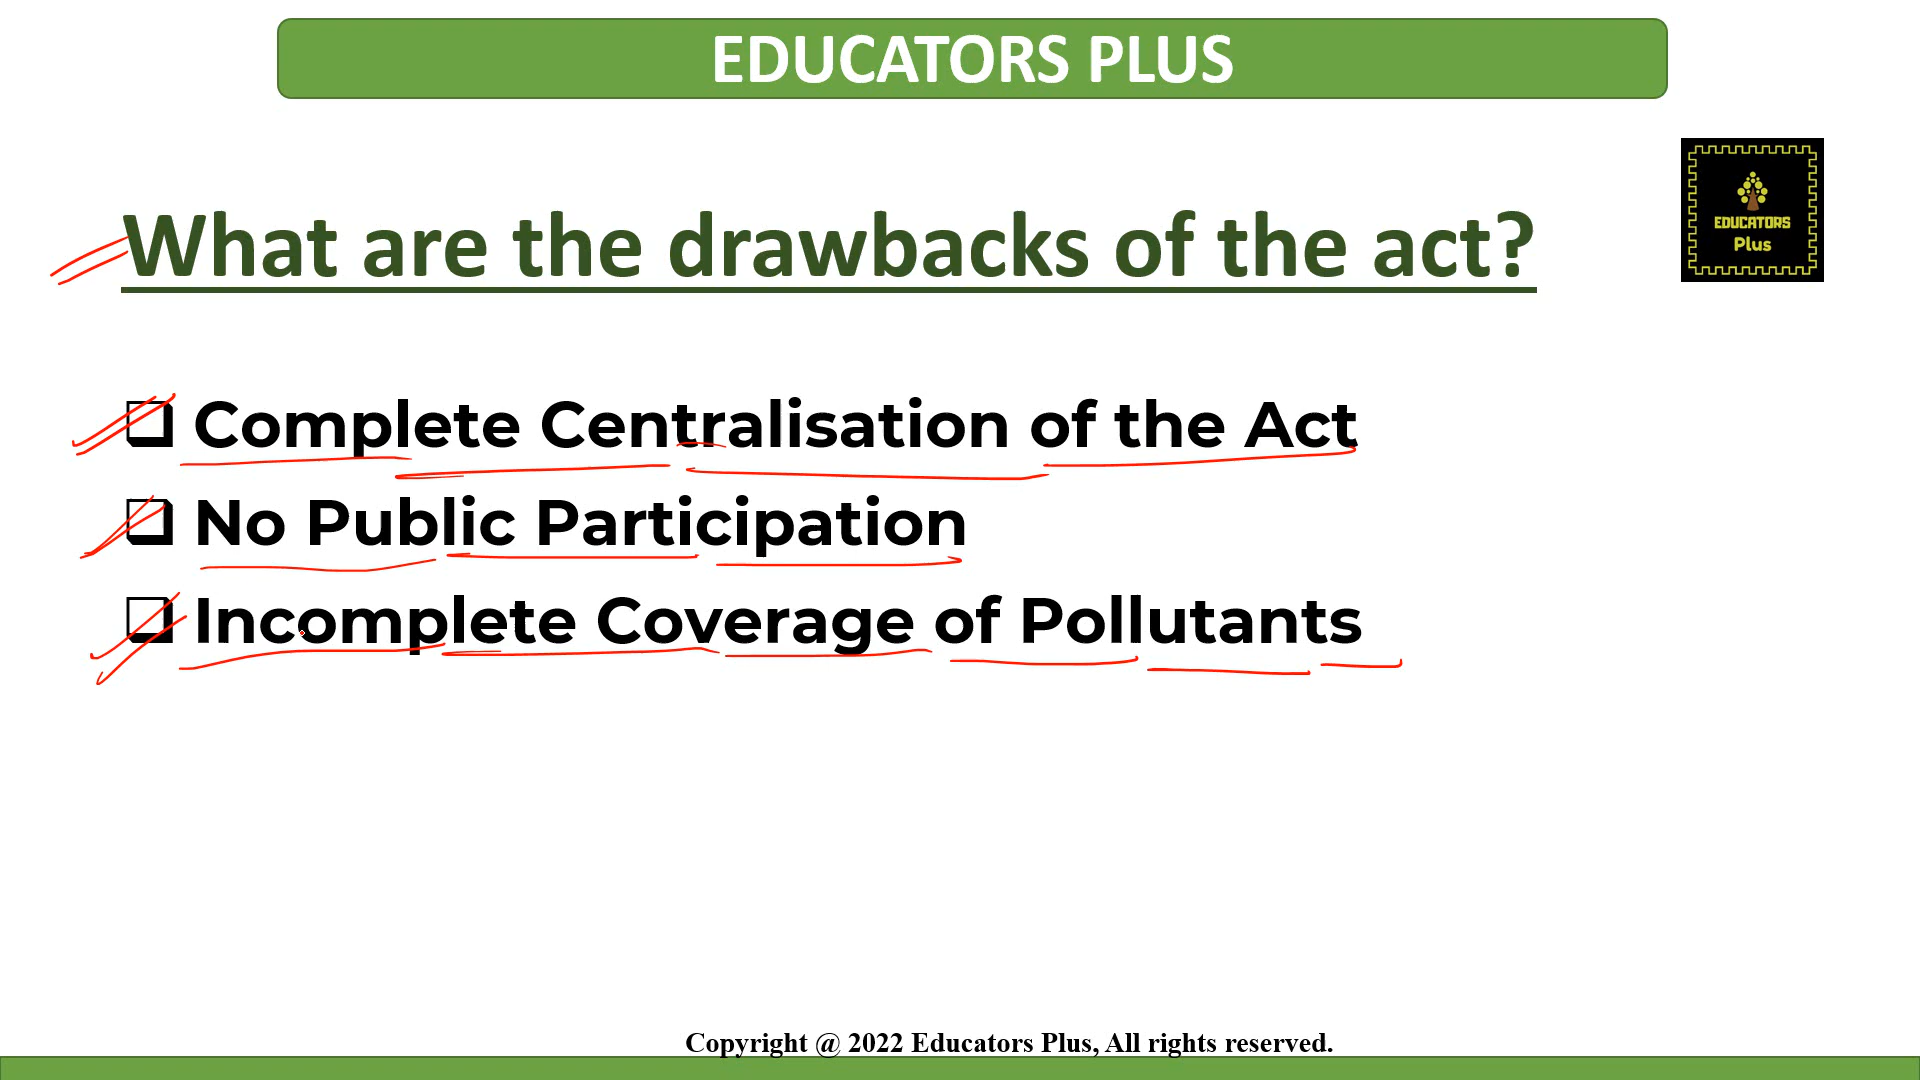 EDUCATORS PLUS
EDUCATORS
Plus
What are the drawbacks of the act?
Complete Centralisation of the Act
No Public Participation
Incomplete Coverage of Pollutants
Copyright @ 2022 Educators Plus, All rights reserved.